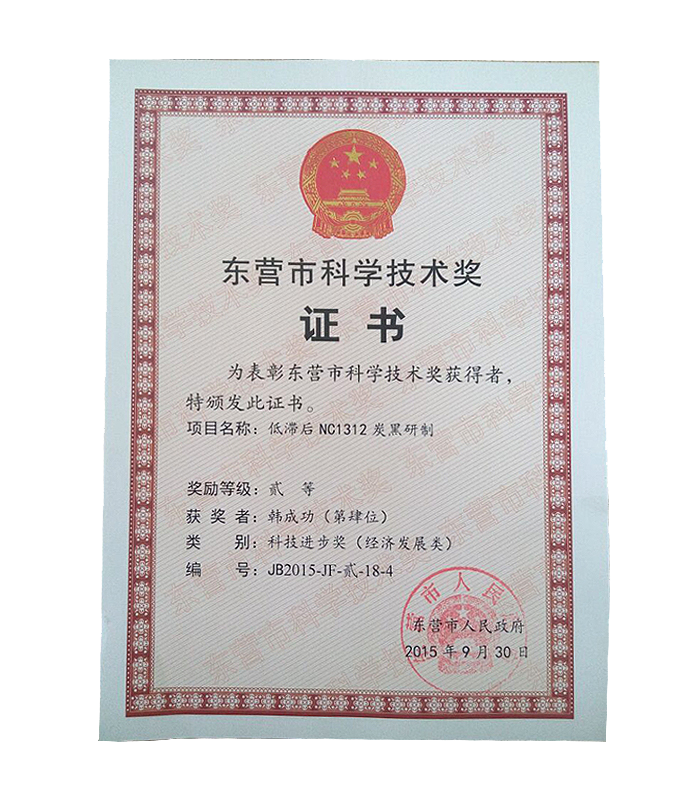 东营市科学技术奖
证书
为表彰东营市科学技术奖获得者，
特颁发此证书。
项目名称：低滞后NC1312炭黑研制
奖励等级：贰 等
获 奖 者：韩成功（第肆位）
类 别：科技进步奖（经济发展类）
编 号：JB2015-JF-贰-18-4
东营市人民政府
2015年9月30日